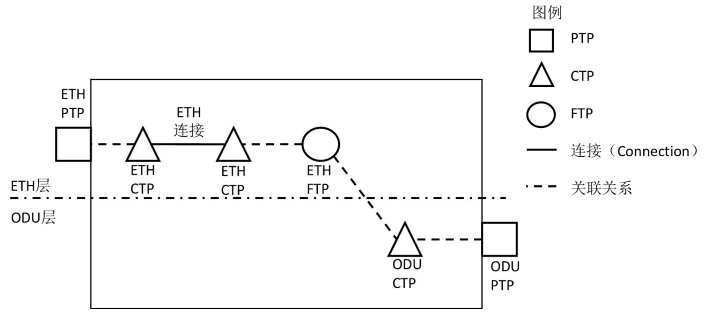 图例
PTP
CTP
FTP
连接（Connection）
关联关系
ETH
PTP
ETH
连接
ETH
CTP
ETH
CTP
ETH
FTP
ETH层
ODU层
ODU
CTP
ODU
PTP